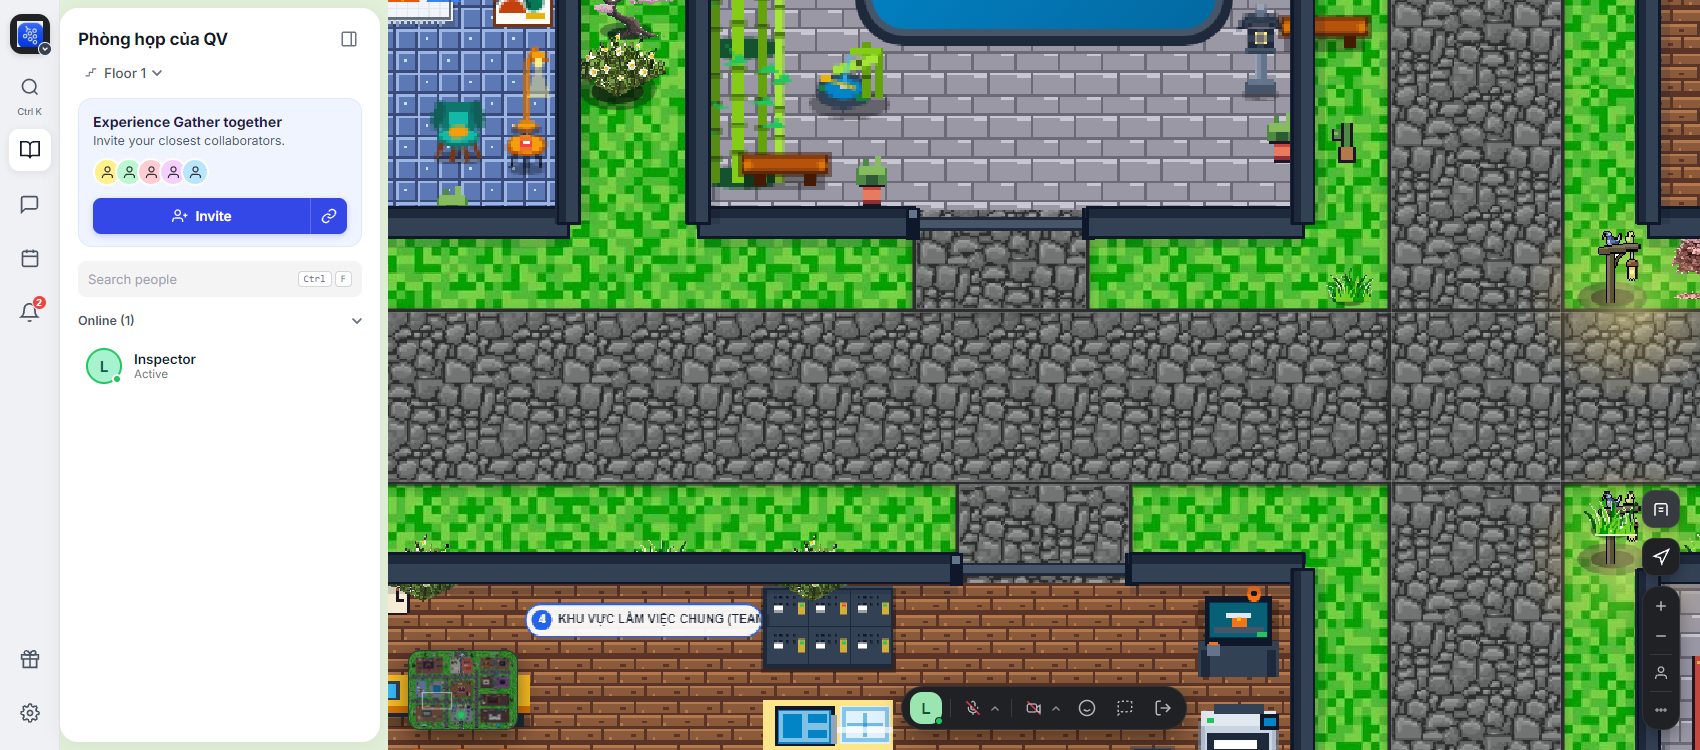 Phòng họp của QV
Floor 1
Ctrl K
Experience Gather together
Invite your closest collaborators.
Invite
Search people
Ctrl F
2
Online (1)
L
Inspector
Active
4 KHU VỰC LÀM VIỆC CHUNG (TEAM
L